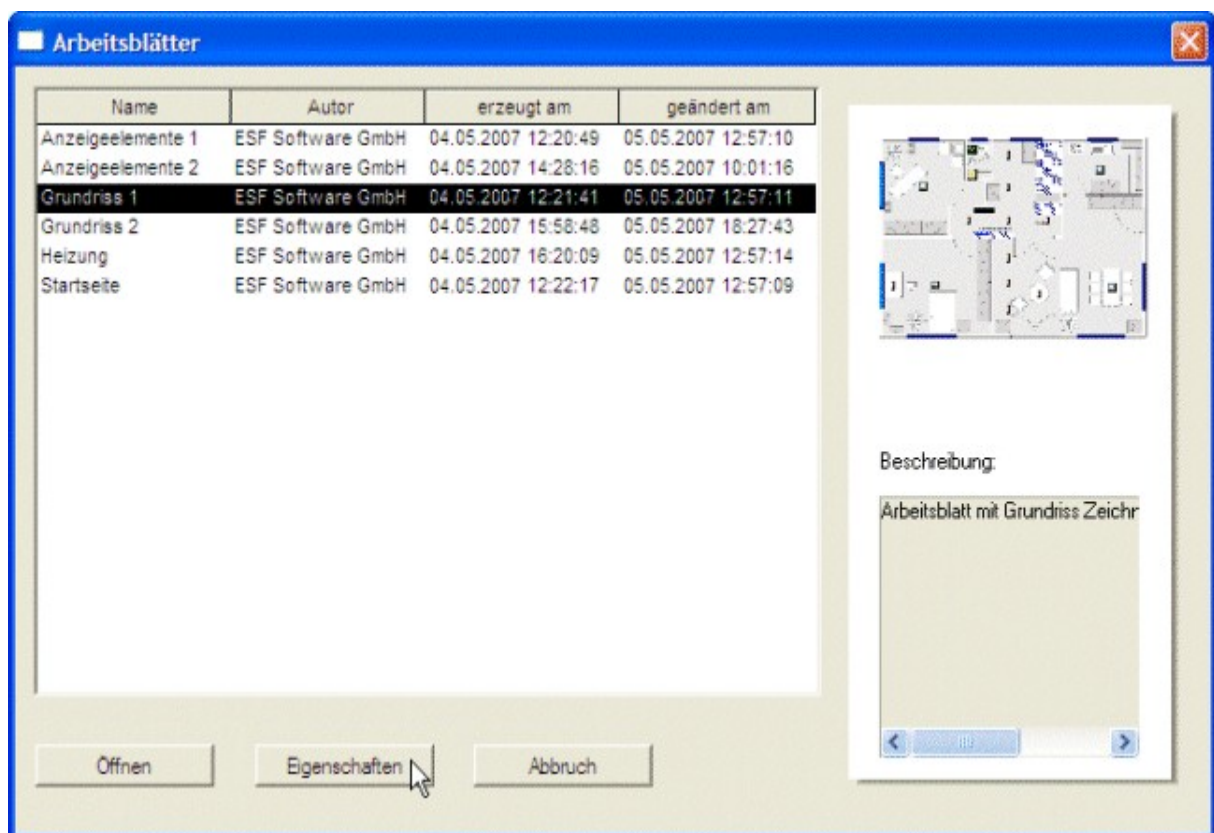 Arbeitsblätter
Name Autor erzeugt am geändert am
Anzeigeelemente 1 ESF Software GmbH 04.05.2007 12:20:49 05.05.2007 12:57:10
Anzeigeelemente 2 ESF Software GmbH 04.05.2007 14:28:16 05.05.2007 10:01:16
Grundriss 1 ESF Software GmbH 04.05.2007 12:21:41 05.05.2007 12:57:11
Grundriss 2 ESF Software GmbH 04.05.2007 15:58:48 05.05.2007 18:27:43
Heizung ESF Software GmbH 04.05.2007 16:20:09 05.05.2007 12:57:14
Startseite ESF Software GmbH 04.05.2007 12:22:17 05.05.2007 12:57:09
Beschreibung:
Arbeitsblatt mit Grundriss Zeichn
Öffnen Eigenschaften Abbruch